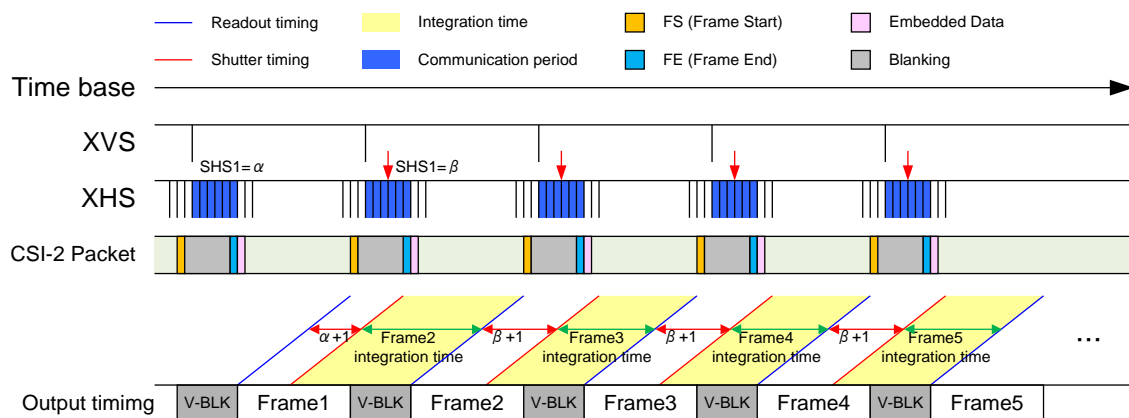 Readout timing
Integration time
FS (Frame Start)
Embedded Data
Shutter timing
Communication period
FE (Frame End)
Blanking
Time base
XVS
SHS1= α
SHS1= β
XHS
CSI-2 Packet
α+1
Frame2
integration time
β+1
Frame3
integration time
β+1
Frame4
integration time
β+1
Frame5
integration time
...
Output timimg
V-BLK
Frame1
V-BLK
Frame2
V-BLK
Frame3
V-BLK
Frame4
V-BLK
Frame5